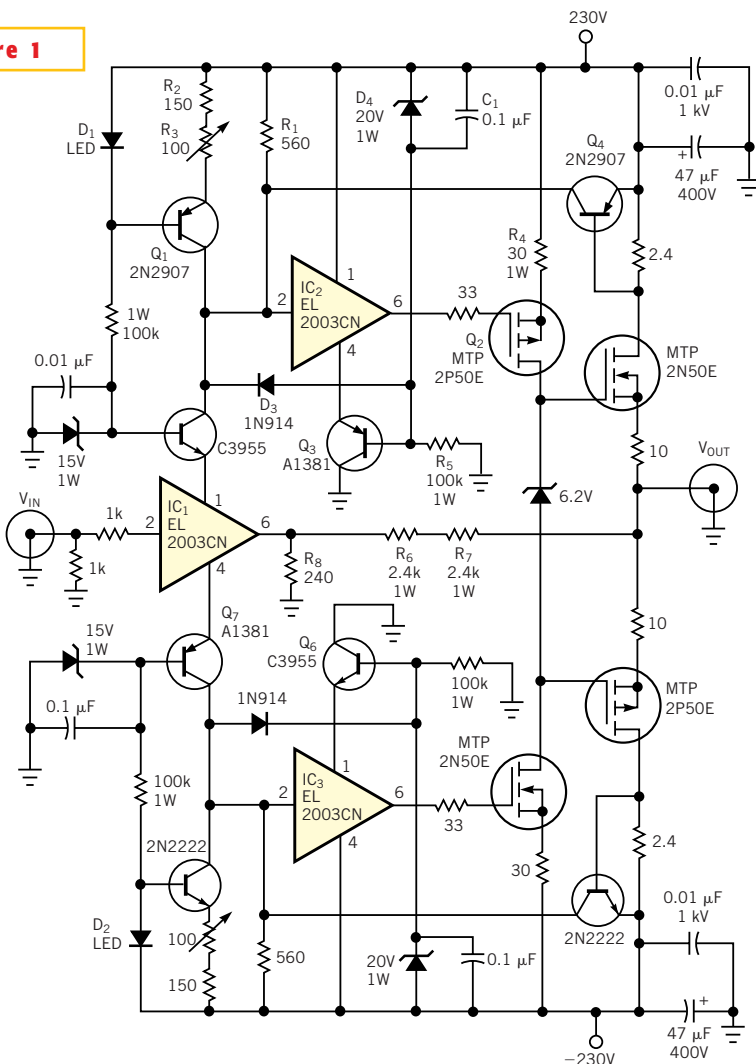 re 1
230V
R2
150
R3
100
R1
560
D4
20V
1W
C1
0.1 µF
0.01 µF
1 kV
D1
LED
Q4
2N2907
+
47 µF
400V
Q1
2N2907
R4
30
1W
2.4
1W
100k
2
IC2
EL
2003CN
1
6
4
33
Q2
MTP
2P50E
MTP
2N50E
0.01 µF
D3
1N914
15V
1W
C3955
Q3
A1381
R5
100k
1W
10
VOUT
6.2V
VIN
1k
2
IC1
EL
2003CN
1
6
4
1k
R8
240
R6
2.4k
1W
R7
2.4k
1W
10
15V
1W
Q7
A1381
Q6
C3955
0.1 µF
1N914
100k
1W
MTP
2P50E
MTP
2N50E
100k
1W
2
IC3
EL
2003CN
1
6
4
33
2N2222
2.4
D2
LED
100
150
560
20V
1W
0.1 µF
30
2N2222
0.01 µF
1 kV
+
47 µF
400V
−230V